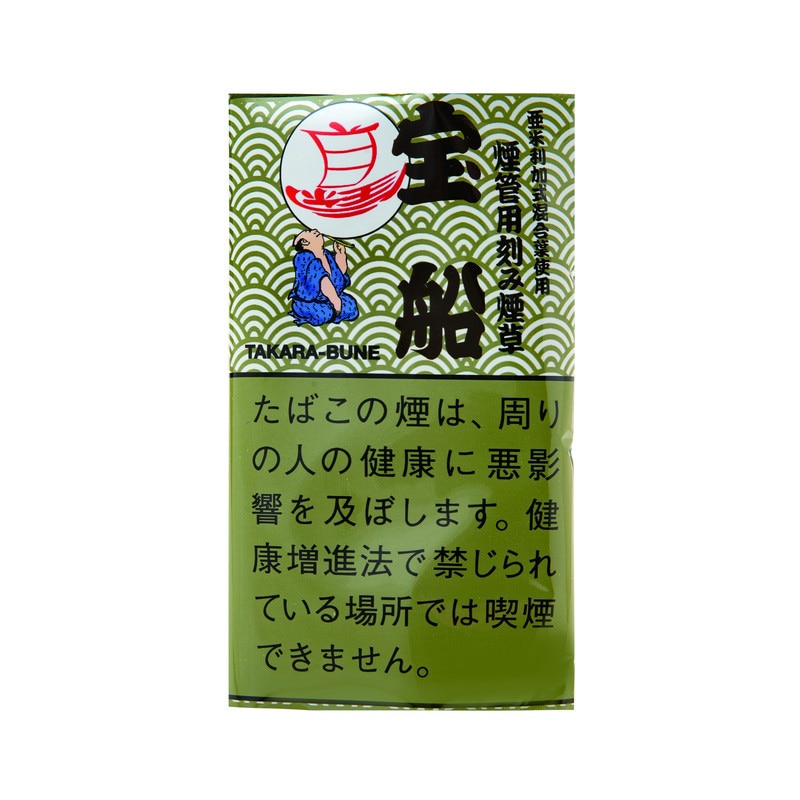 亜米利加式混合葉使用
煙管用刻み煙草
宝船
TAKARA-BUNE
たばこの煙は、周り
の人の健康に悪影
響を及ぼします。健
康増進法で禁じられ
ている場所では喫煙
できません。